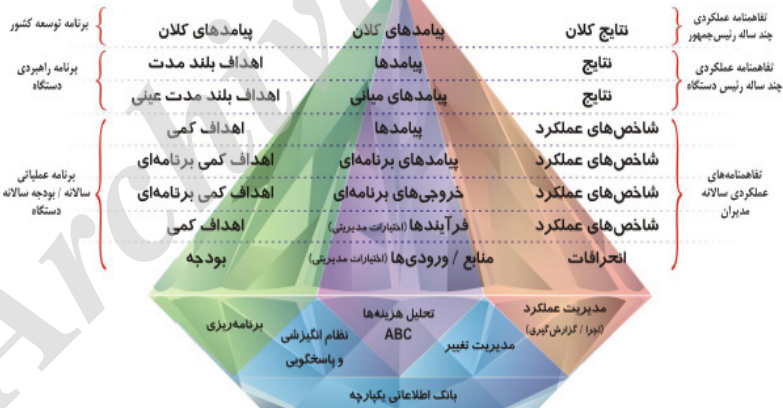 تفاهمنامه عملکردی
چند ساله رئیس‌جمهور
نتایج کلان
پیامدهای کلان
پیامدهای کلان
برنامه توسعه کشور
تفاهمنامه عملکردی
چند ساله رئیس دستگاه
نتایج
پیامدها
اهداف بلند مدت
برنامه راهبردی
دستگاه
نتایج
پیامدهای میانی
اهداف بلند مدت عینی
شاخص‌های عملکرد
پیامدها
اهداف کمی
شاخص‌های عملکرد
پیامدهای برنامه‌ای
اهداف کمی برنامه‌ای
تفاهمنامه‌های
عملکردی سالانه
مدیران
شاخص‌های عملکرد
خروجی‌های برنامه‌ای
اهداف کمی برنامه‌ای
برنامه عملیاتی
سالانه / بودجه سالانه
دستگاه
شاخص‌های عملکرد
فرآیندها (اختیارات مدیریتی)
اهداف کمی
انحرافات
منابع / ورودی‌ها (اختیارات مدیریتی)
بودجه
مدیریت عملکرد
(اجرا / گزارش‌گیری)
مدیریت تغییر
تحلیل هزینه‌ها
ABC
نظام انگیزشی
و پاسخگویی
برنامه‌ریزی
بانک اطلاعاتی یکپارچه
Archive